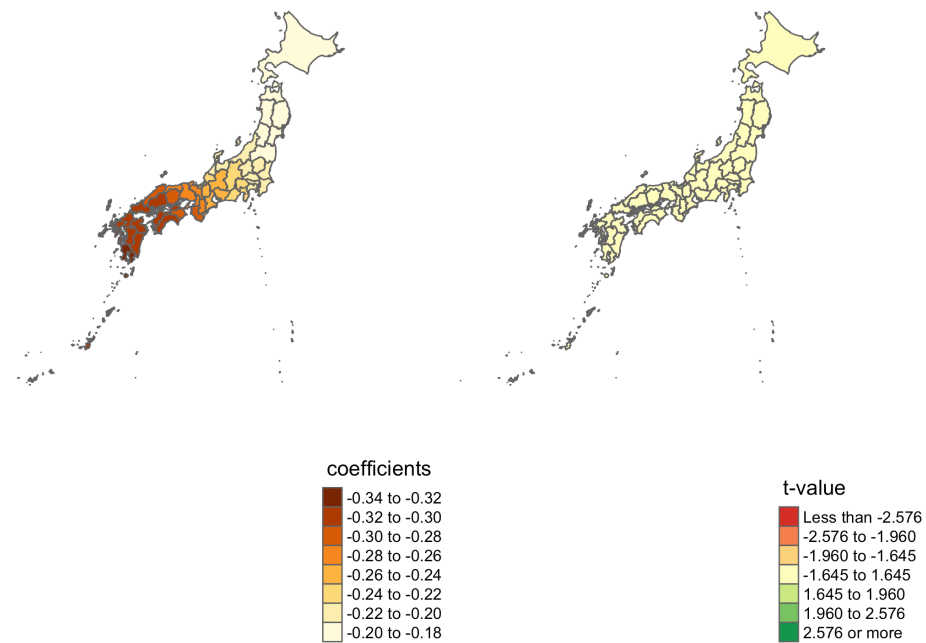 coefficients
-0.34 to -0.32
-0.32 to -0.30
-0.30 to -0.28
-0.28 to -0.26
-0.26 to -0.24
-0.24 to -0.22
-0.22 to -0.20
-0.20 to -0.18
t-value
Less than -2.576
-2.576 to -1.960
-1.960 to -1.645
-1.645 to 1.645
1.645 to 1.960
1.960 to 2.576
2.576 or more